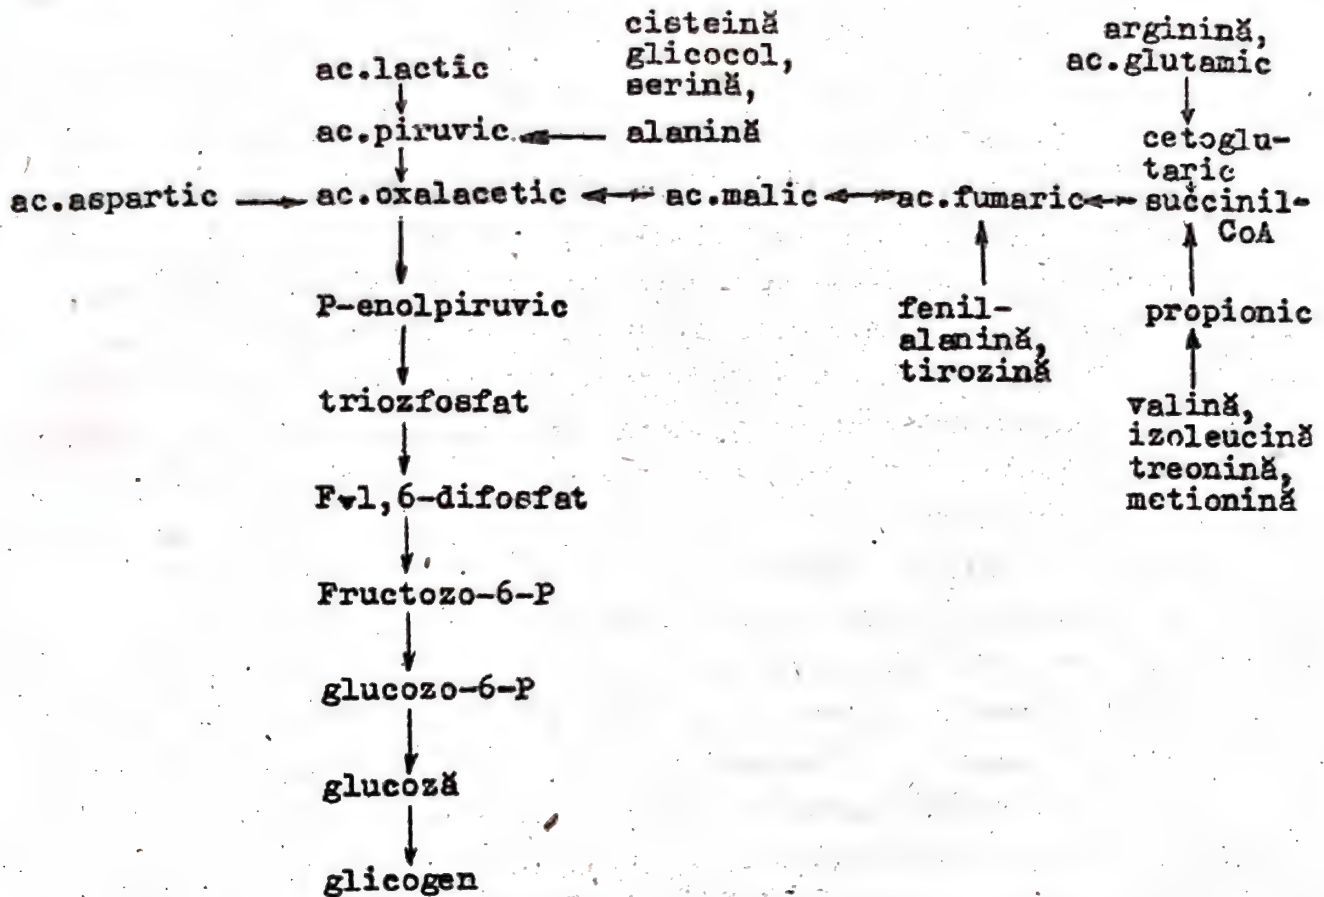 cisteină
glicocol,
serină,
alanină
arginină,
ac.glutamic
ac.lactic
ac.piruvic
cetoglu-
taric
ac.aspartic ac.oxalacetic ac.malic ac.fumaric succinil-
CoA
P-enolpiruvic
fenil-
alanină,
tirozină
propionic
triozfosfat
valină,
izoleucină
treonină,
metionină
F-1,6-difosfat
Fructozo-6-P
glucozo-6-P
glucoză
glicogen